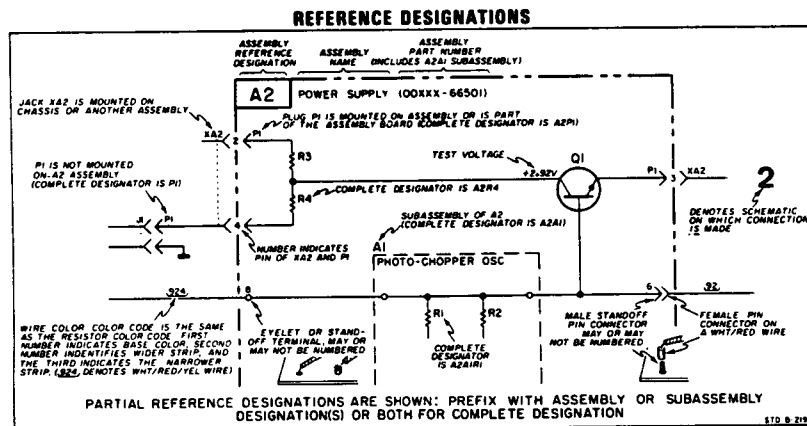 REFERENCE DESIGNATIONS
ASSEMBLY
REFERENCE
DESIGNATION
ASSEMBLY
NAME
ASSEMBLY
PART NUMBER
(INCLUDES A2A1 SUBASSEMBLY)
A2
POWER SUPPLY (00XXX-66501)
JACK XA2 IS MOUNTED ON
CHASSIS OR ANOTHER ASSEMBLY
XA2
2
P1
PLUG P1 IS MOUNTED ON ASSEMBLY OR IS PART
OF THE ASSEMBLY BOARD (COMPLETE DESIGNATOR IS A2P1)
P1 IS NOT MOUNTED
ON A2 ASSEMBLY
(COMPLETE DESIGNATOR IS P1)
R3
R4
COMPLETE DESIGNATOR IS A2R4
TEST VOLTAGE
+2.92V
Q1
P1
3
XA2
2
DENOTES SCHEMATIC
ON WHICH CONNECTION
IS MADE
J1
P1
4
NUMBER INDICATES
PIN OF XA2 AND P1
SUBASSEMBLY OF A2
(COMPLETE DESIGNATOR IS A2A1)
A1
PHOTO-CHOPPER OSC
924
8
6
92
R1
R2
COMPLETE
DESIGNATOR
IS A2A1R1
WIRE COLOR COLOR CODE IS THE SAME
AS THE RESISTOR COLOR CODE. FIRST
NUMBER INDICATES BASE COLOR, SECOND
NUMBER INDENTIFIES WIDER STRIP, AND
THE THIRD INDICATES THE NARROWER
STRIP. (924 DENOTES WHT/RED/YEL WIRE)
EYELET OR STAND-
OFF TERMINAL, MAY OR
MAY NOT BE NUMBERED
MALE STANDOFF
PIN CONNECTOR
MAY OR MAY
NOT BE NUMBERED
FEMALE PIN
CONNECTOR ON
A WHT/RED WIRE
PARTIAL REFERENCE DESIGNATIONS ARE SHOWN: PREFIX WITH ASSEMBLY OR SUBASSEMBLY
DESIGNATION(S) OR BOTH FOR COMPLETE DESIGNATION
STD B-219